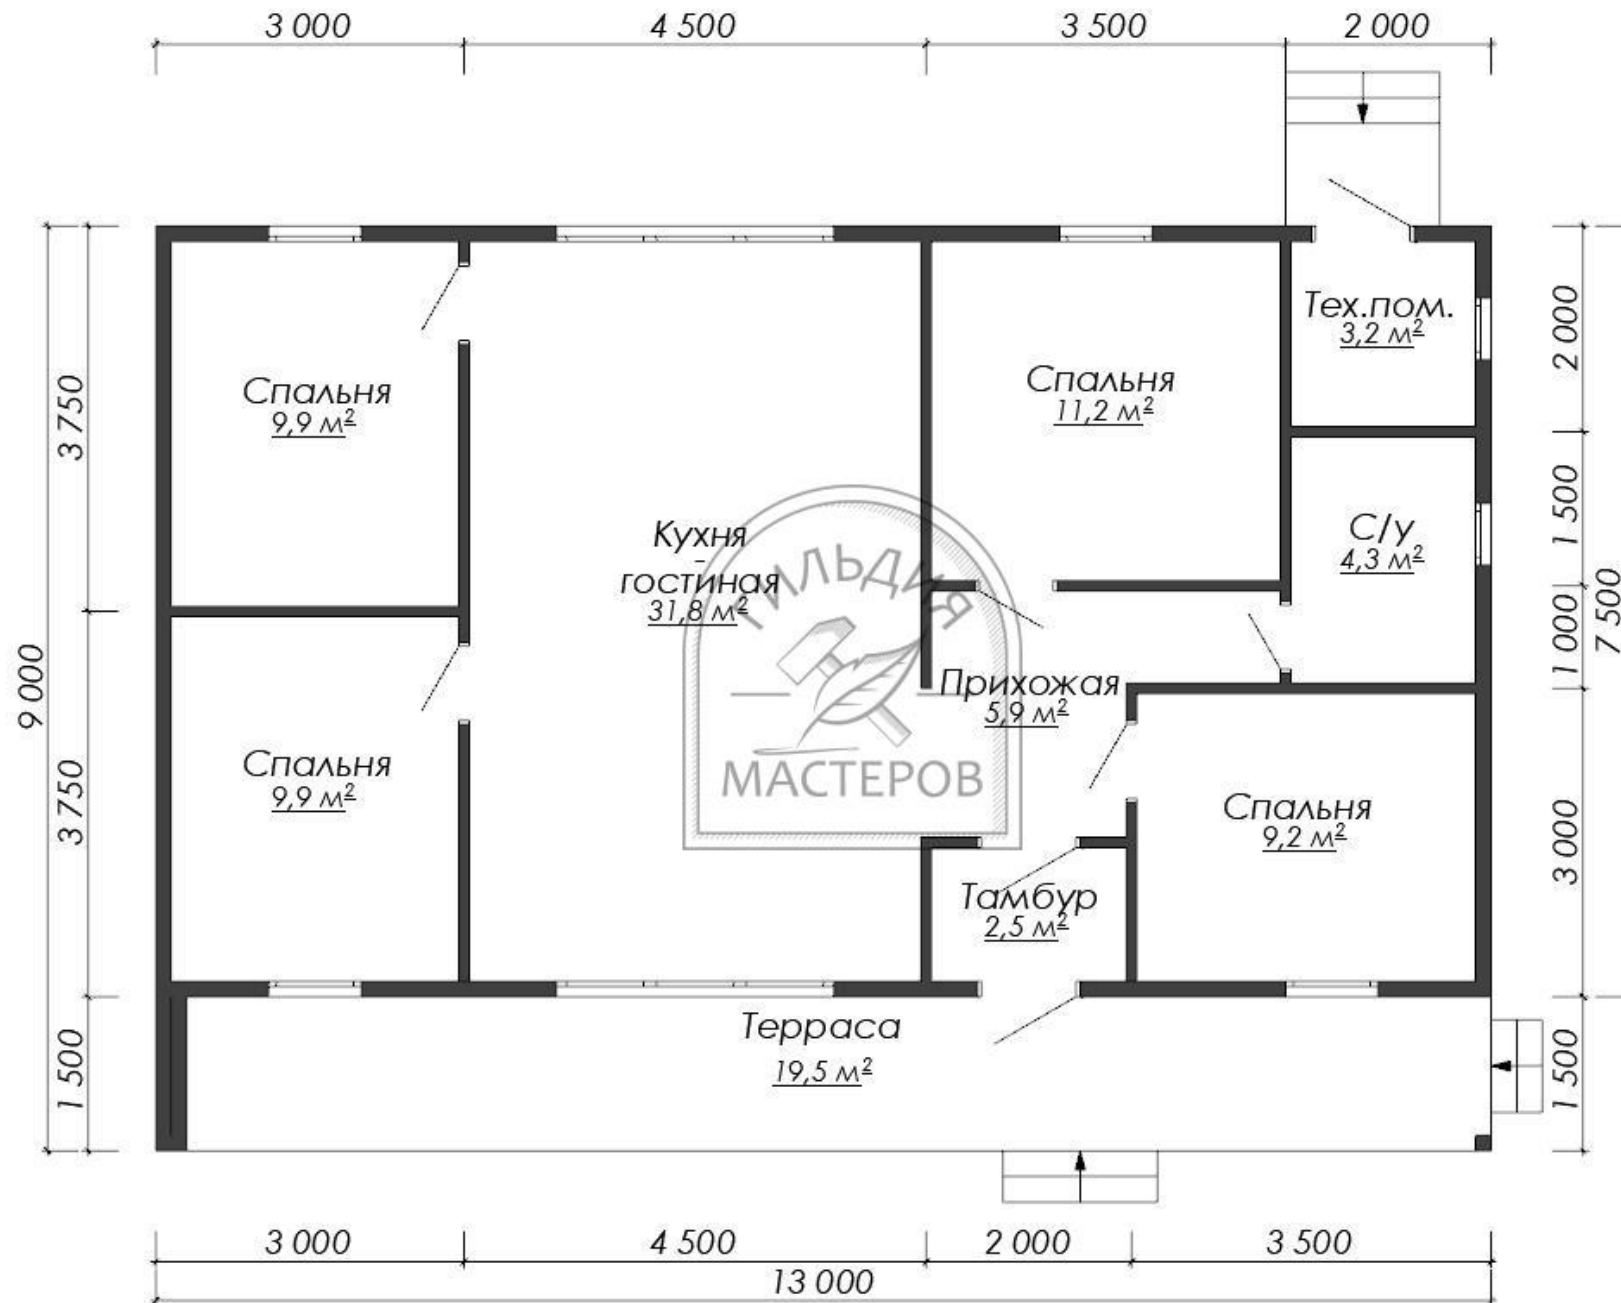 3 000
4 500
3 500
2 000
Тех.пом.
3,2 м²
Спальня
9,9 м²
Спальня
11,2 м²
С/у
4,3 м²
Кухня
-
гостиная
31,8 м²
ГИЛЬДИЯ
МАСТЕРОВ
Прихожая
5,9 м²
Спальня
9,9 м²
Спальня
9,2 м²
Тамбур
2,5 м²
Терраса
19,5 м²
9 000
3 750
3 750
1 500
2 000
1 500
1 000
7 500
3 000
1 500
3 000
4 500
2 000
3 500
13 000